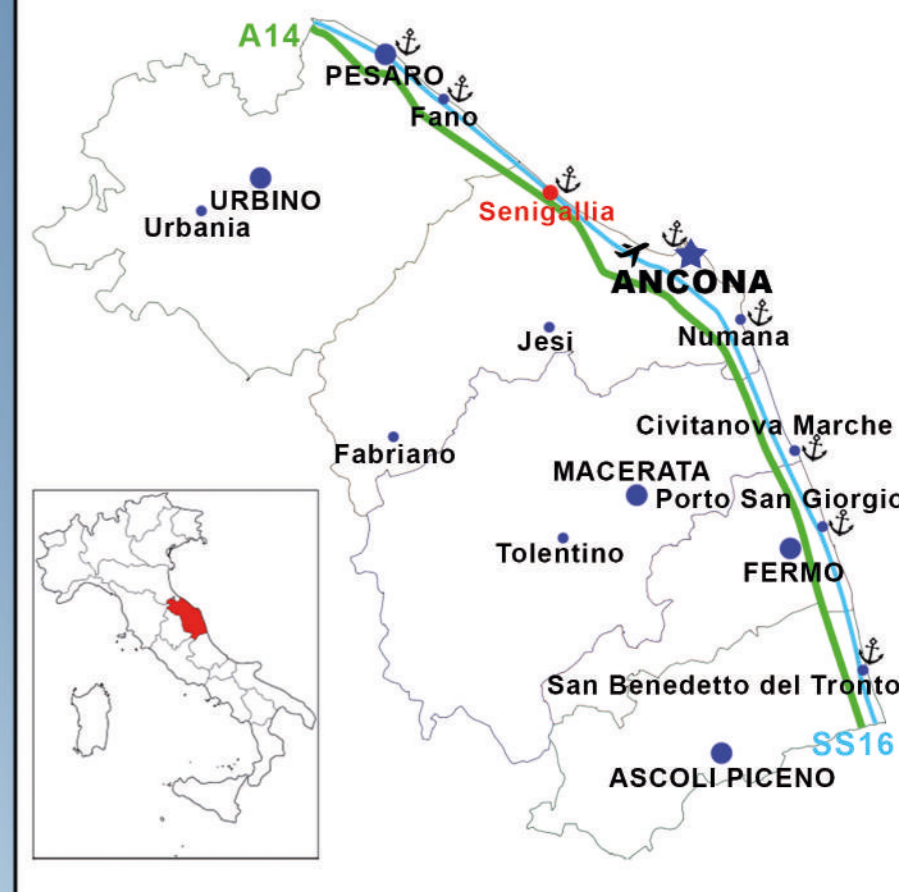 A14
PESARO
Fano
URBINO
Urbania
Senigallia
ANCONA
Numana
Jesi
Civitanova Marche
Fabriano
MACERATA
Porto San Giorgio
Tolentino
FERMO
San Benedetto del Tronto
SS16
ASCOLI PICENO